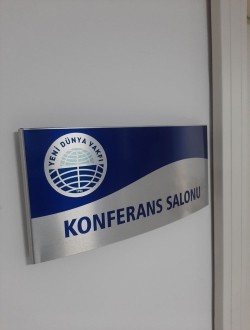 YENİ DÜNYA VAKFI
KONFERANS SALONU